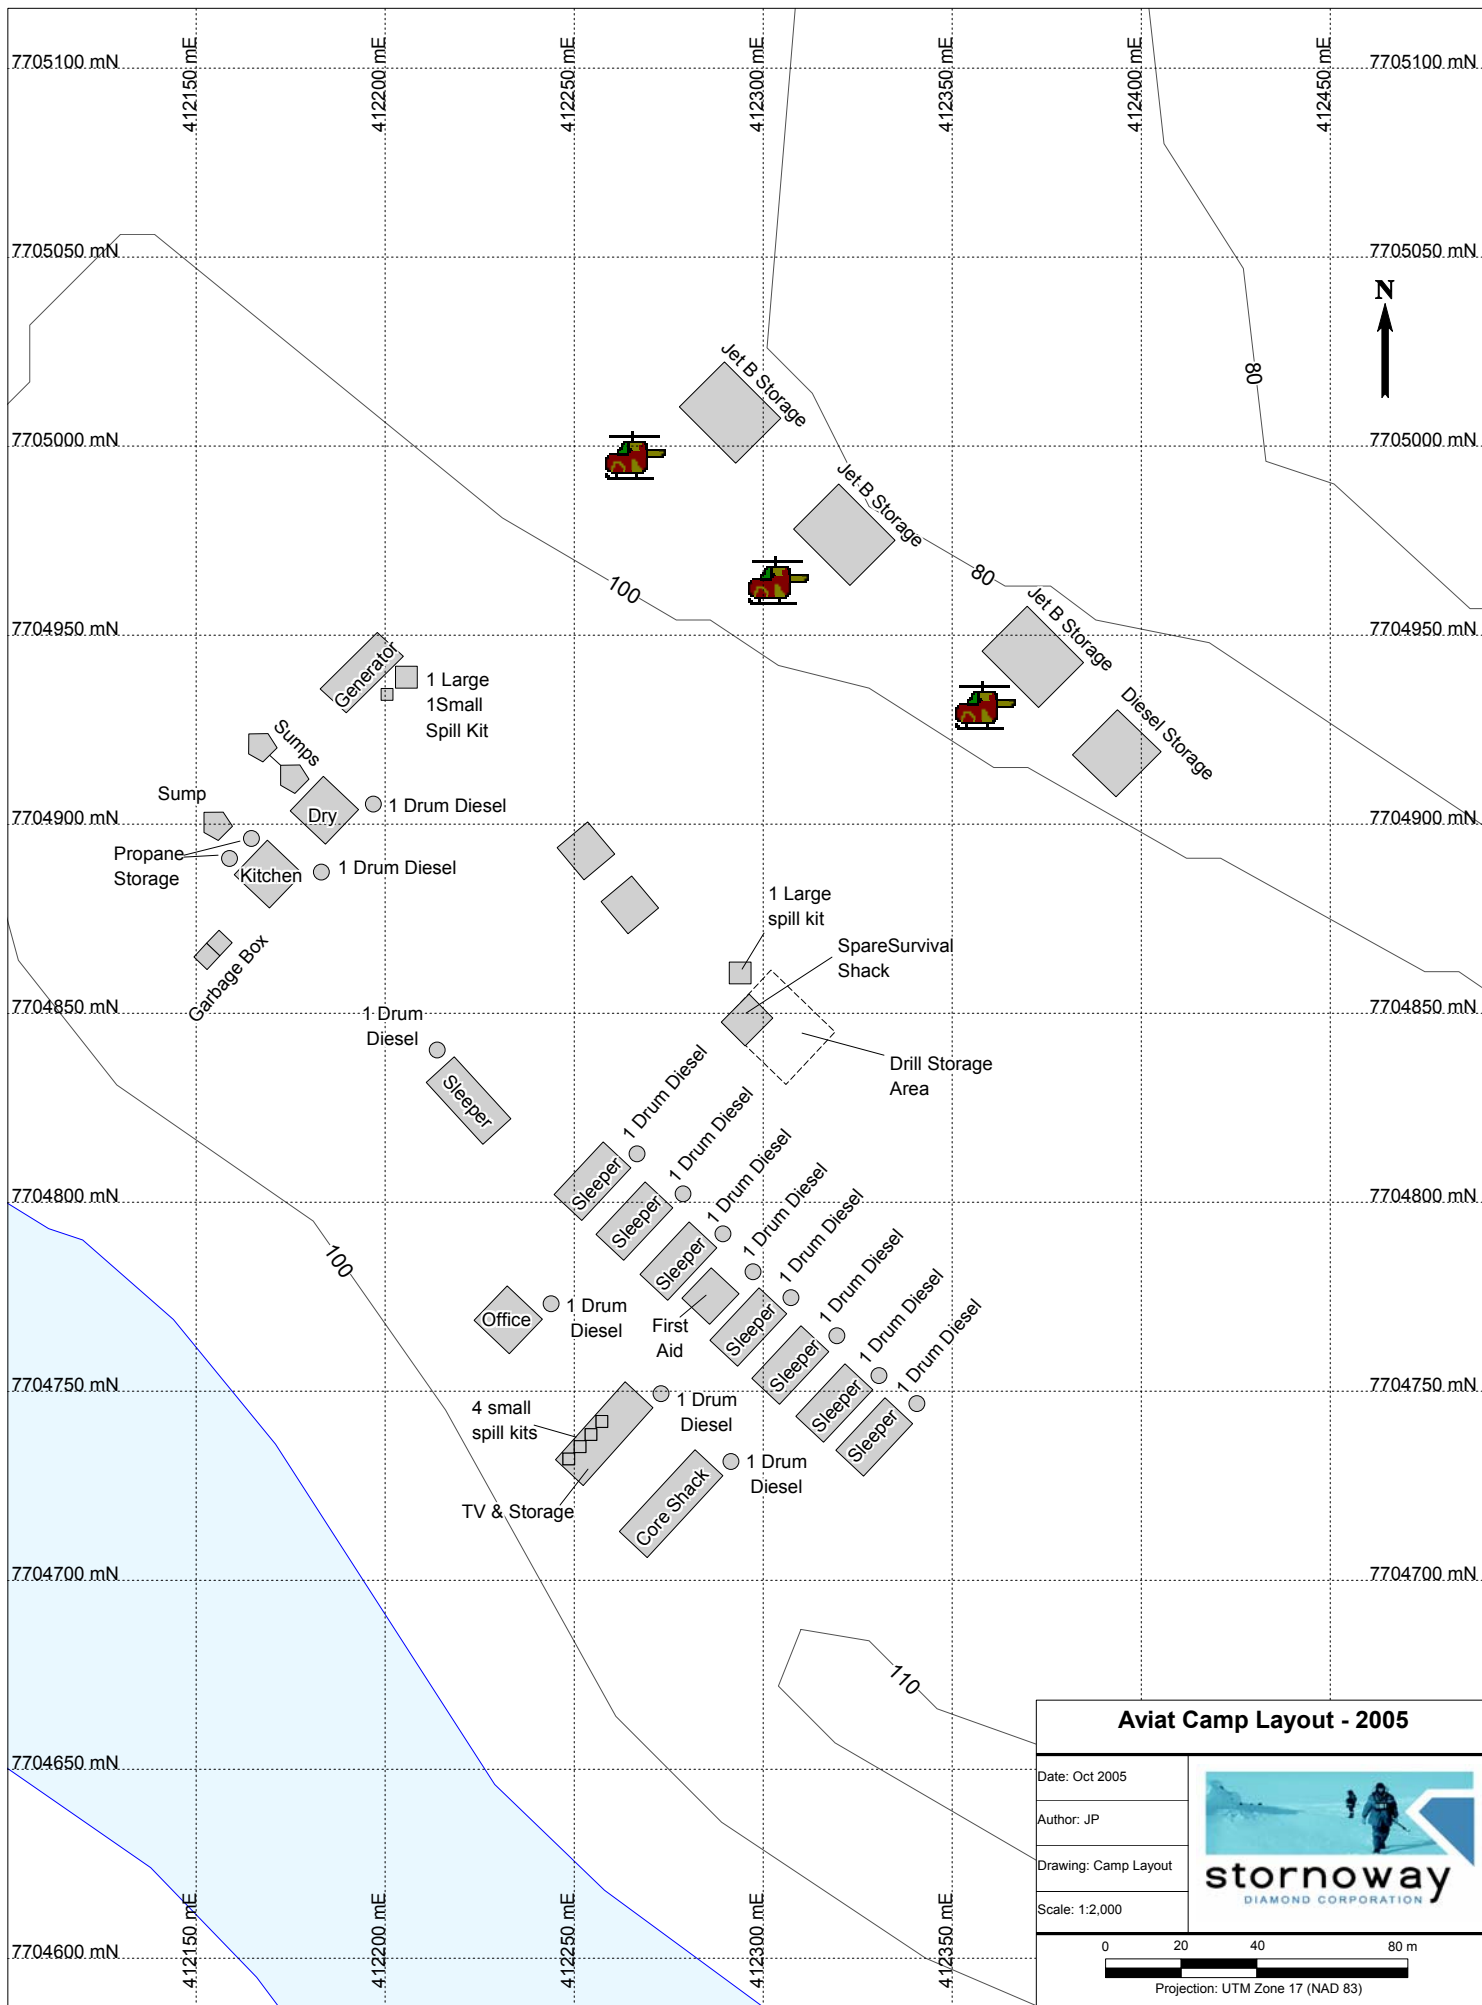 412150 mE
412200 mE
412250 mE
412300 mE
412350 mE
412400 mE
412450 mE
7705100 mN
7705100 mN
7705050 mN
7705050 mN
N
80
Jet B Storage
7705000 mN
7705000 mN
Jet B Storage
80
100
Jet B Storage
7704950 mN
7704950 mN
Generator
1 Large
1Small
Spill Kit
Diesel Storage
Sumps
Sump
Dry
1 Drum Diesel
7704900 mN
7704900 mN
Propane
Storage
Kitchen
1 Drum Diesel
1 Large
spill kit
Garbage Box
SpareSurvival
Shack
7704850 mN
7704850 mN
1 Drum
Diesel
Sleeper
Drill Storage
Area
1 Drum Diesel
Sleeper
1 Drum Diesel
Sleeper
1 Drum Diesel
Sleeper
7704800 mN
7704800 mN
1 Drum Diesel
First
Aid
1 Drum Diesel
Sleeper
1 Drum Diesel
Sleeper
1 Drum Diesel
Sleeper
1 Drum Diesel
Sleeper
100
Office
1 Drum
Diesel
7704750 mN
7704750 mN
4 small
spill kits
1 Drum
Diesel
TV & Storage
Core Shack
1 Drum
Diesel
7704700 mN
7704700 mN
110
7704650 mN
7704600 mN
412150 mE
412200 mE
412250 mE
412300 mE
412350 mE
Aviat Camp Layout - 2005
Date: Oct 2005
Author: JP
Drawing: Camp Layout
Scale: 1:2,000
stornoway
DIAMOND CORPORATION
0 20 40 80 m
Projection: UTM Zone 17 (NAD 83)